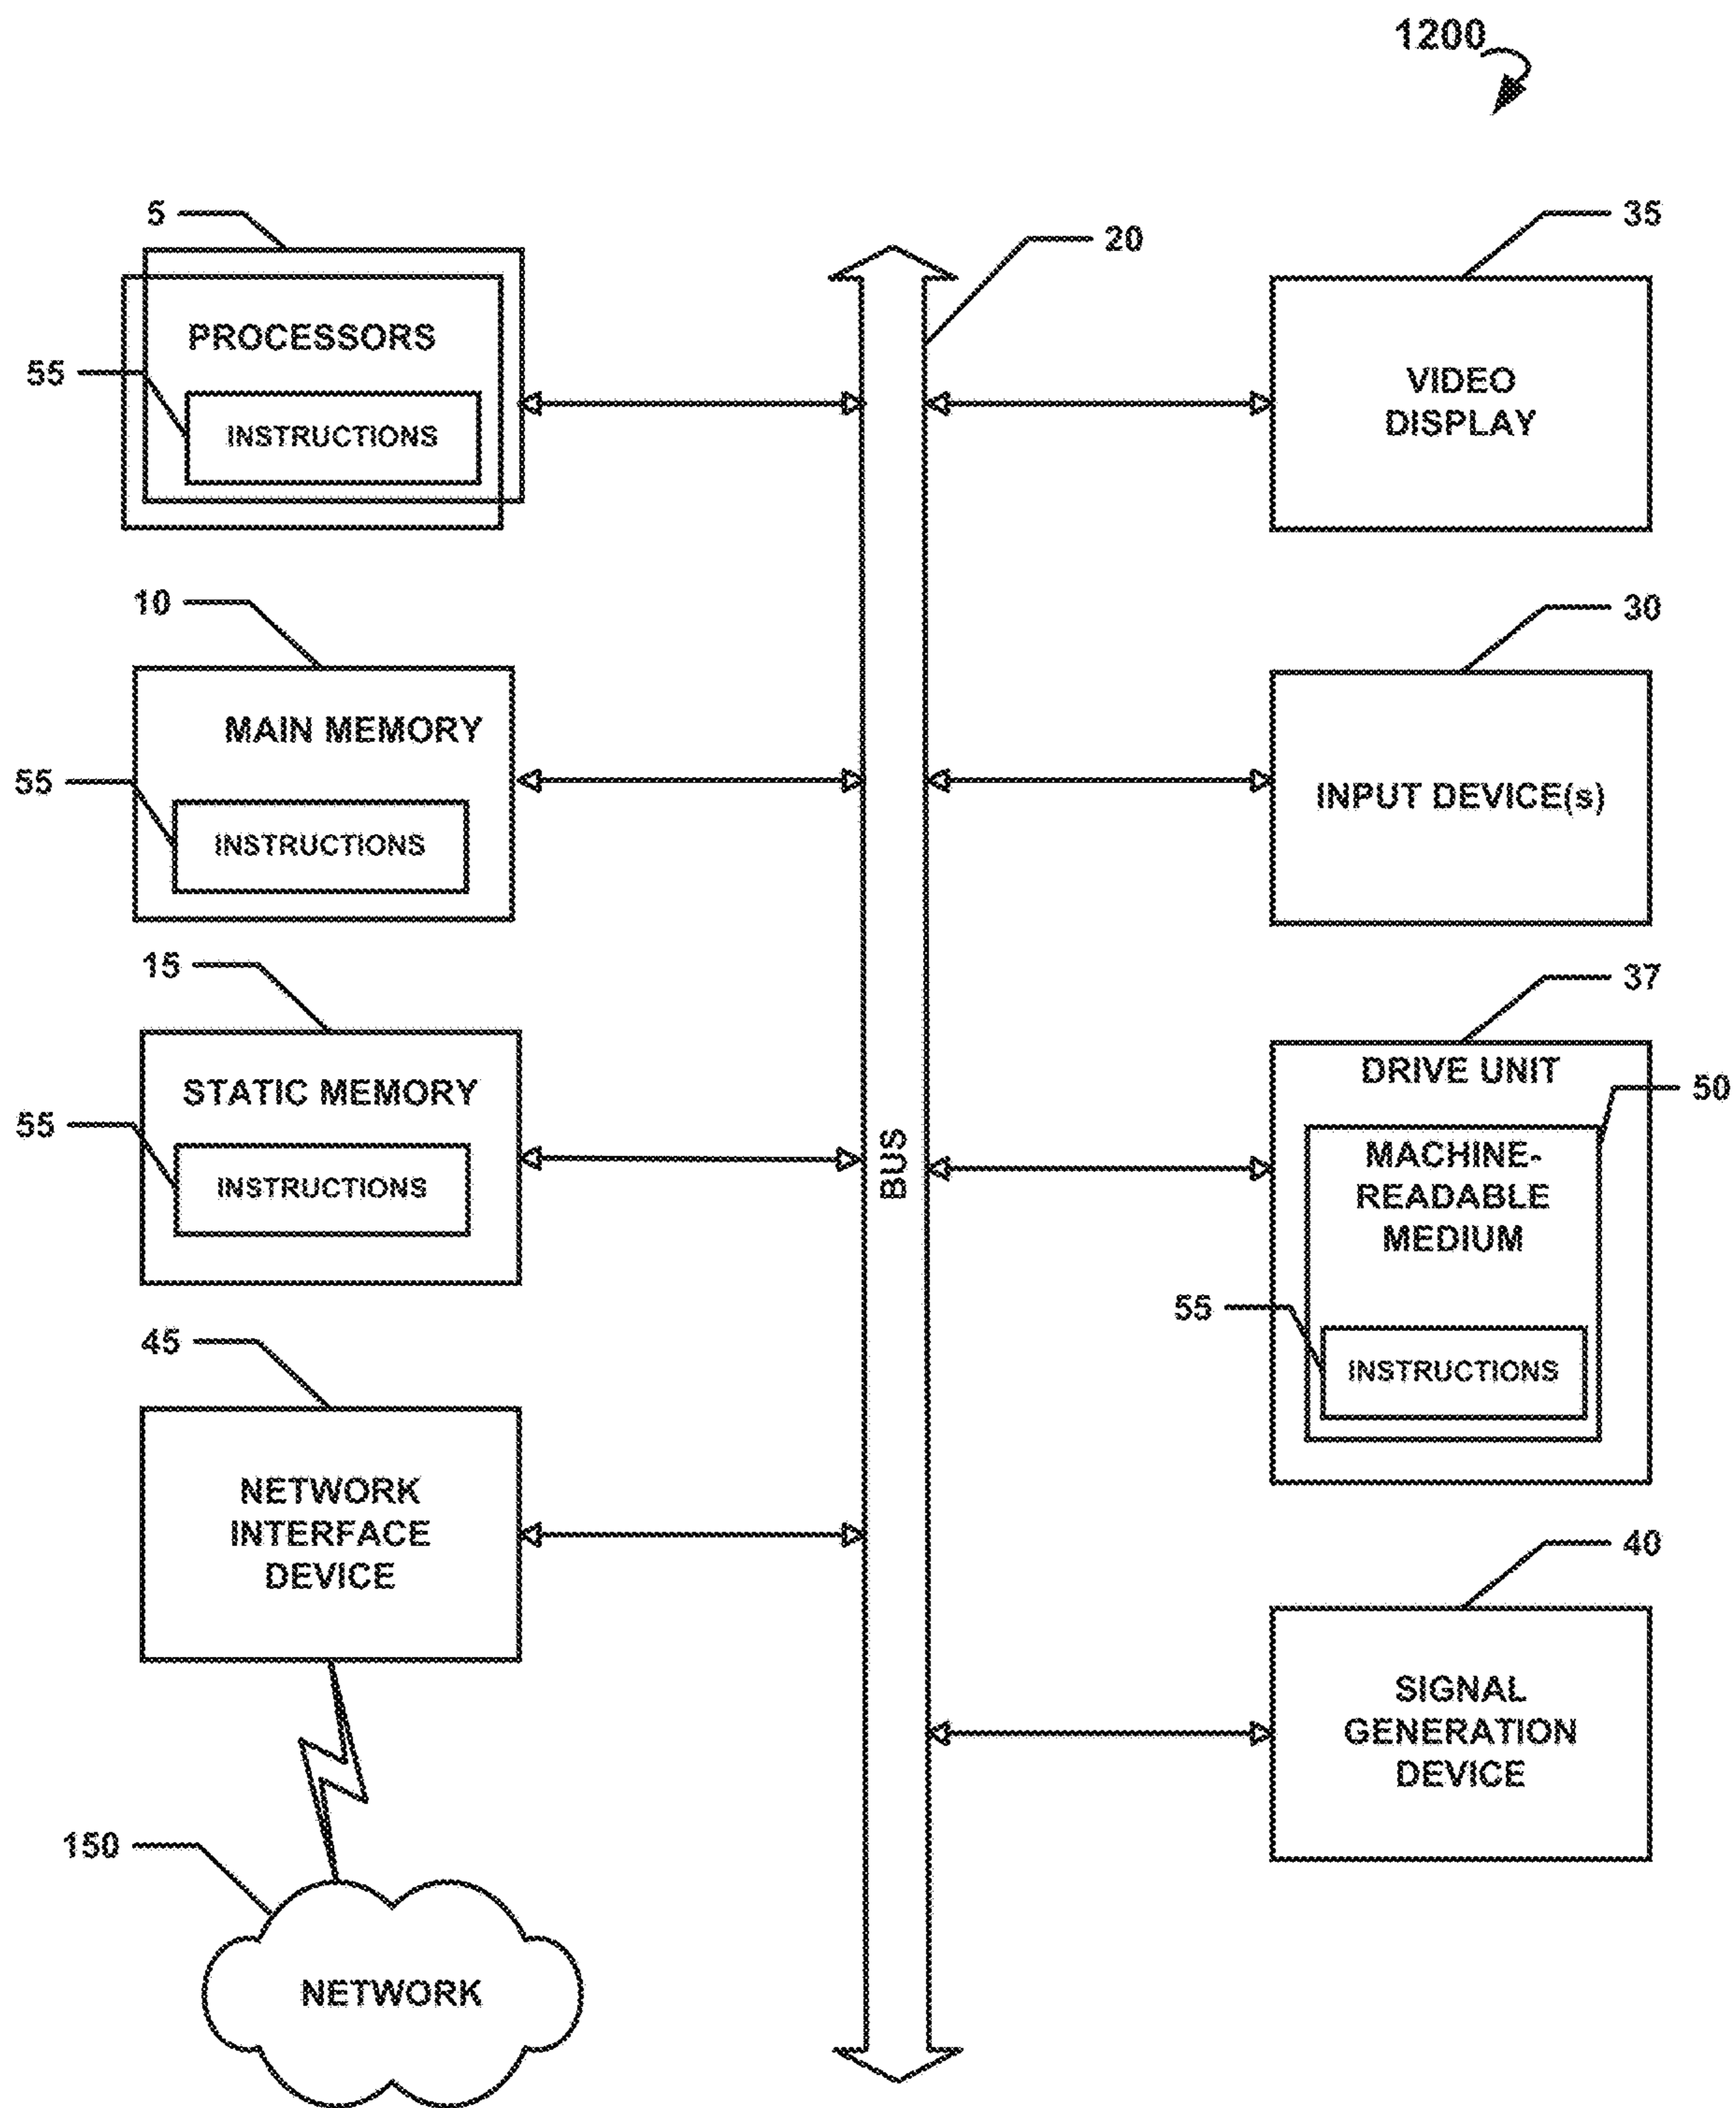 1200
5
PROCESSORS
55
INSTRUCTIONS
10
MAIN MEMORY
55
INSTRUCTIONS
15
STATIC MEMORY
55
INSTRUCTIONS
45
NETWORK
INTERFACE
DEVICE
150
NETWORK
20
BUS
35
VIDEO
DISPLAY
30
INPUT DEVICE(s)
37
DRIVE UNIT
50
MACHINE-
READABLE
MEDIUM
55
INSTRUCTIONS
40
SIGNAL
GENERATION
DEVICE